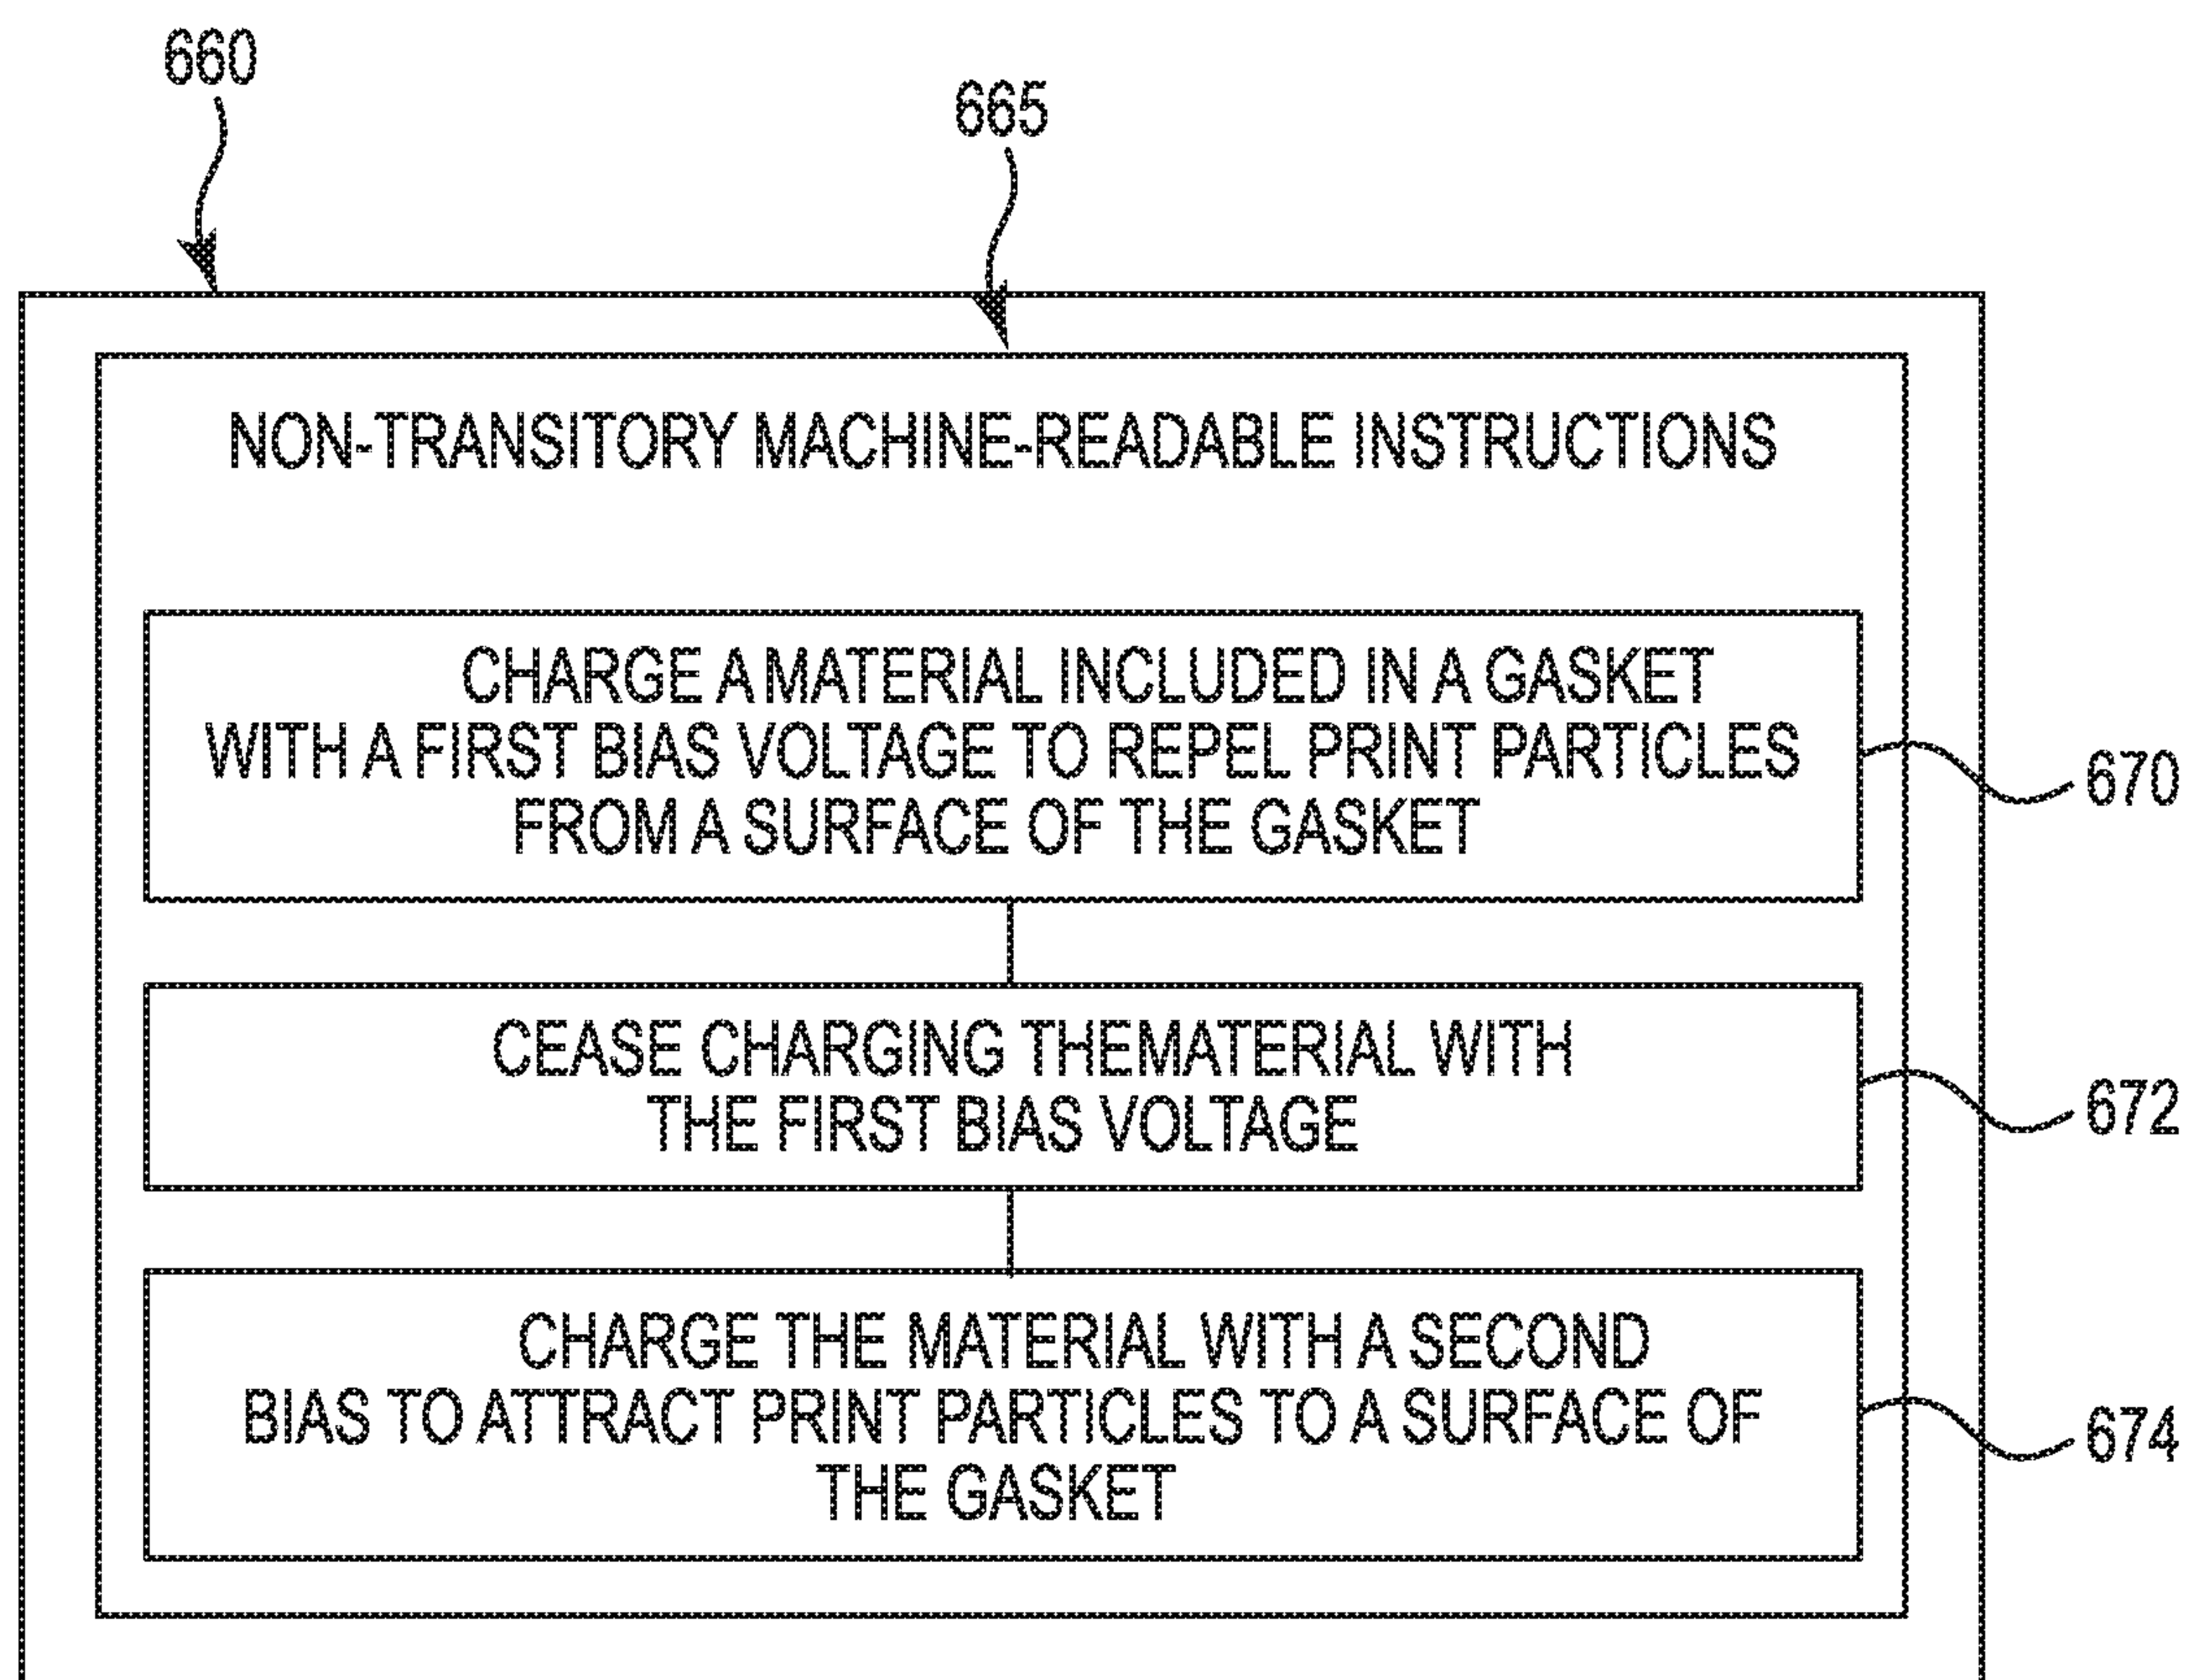 660
665
NON-TRANSITORY MACHINE-READABLE INSTRUCTIONS
CHARGE A MATERIAL INCLUDED IN A GASKET
WITH A FIRST BIAS VOLTAGE TO REPEL PRINT PARTICLES
FROM A SURFACE OF THE GASKET
670
CEASE CHARGING THEMATERIAL WITH
THE FIRST BIAS VOLTAGE
672
CHARGE THE MATERIAL WITH A SECOND
BIAS TO ATTRACT PRINT PARTICLES TO A SURFACE OF
THE GASKET
674